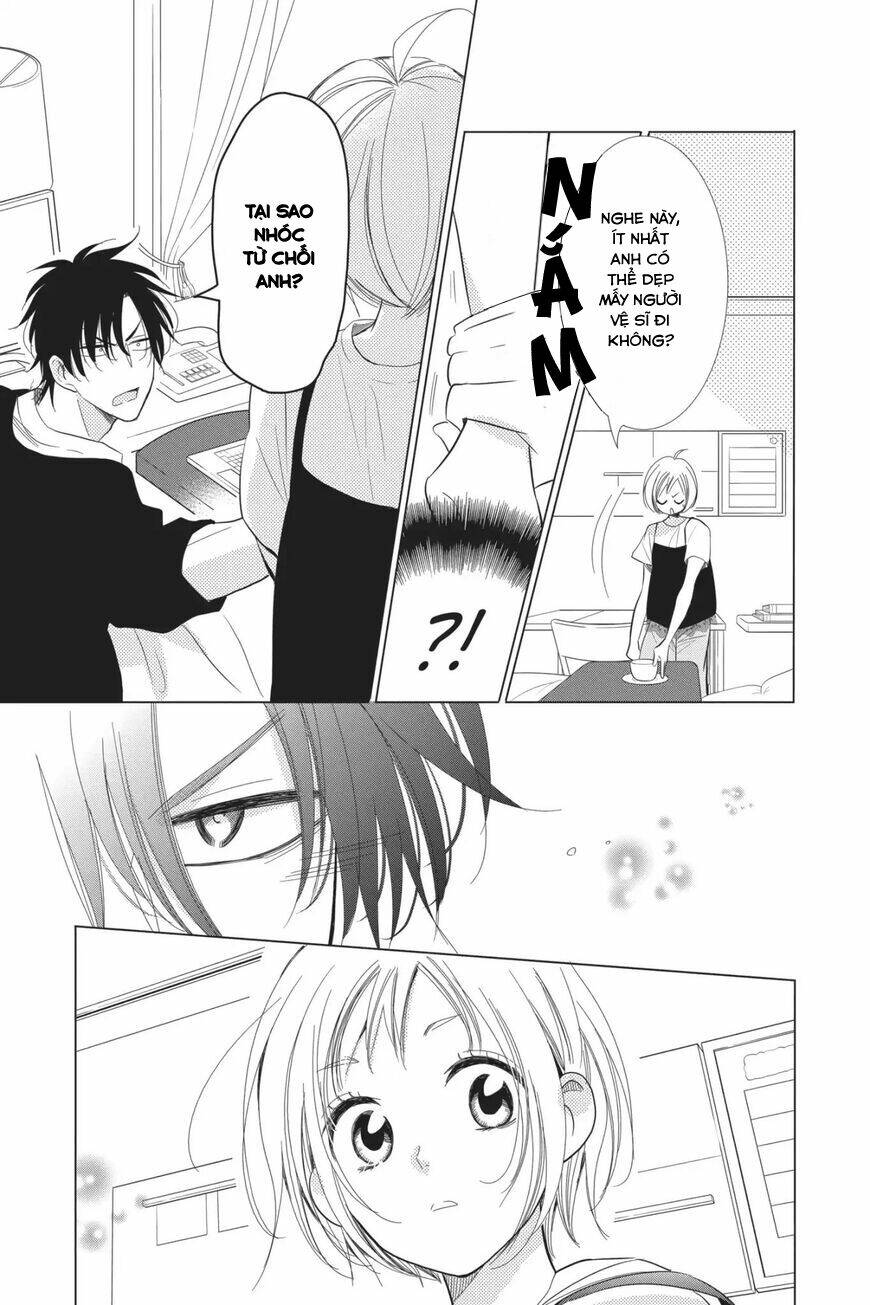 NGHE NÀY,
ÍT NHẤT
ANH CÓ
THỂ DẸP
MẤY NGƯỜI
VỆ SĨ ĐI
KHÔNG?
NẮM
?!
TẠI SAO
NHÓC
TỪ CHỐI
ANH?